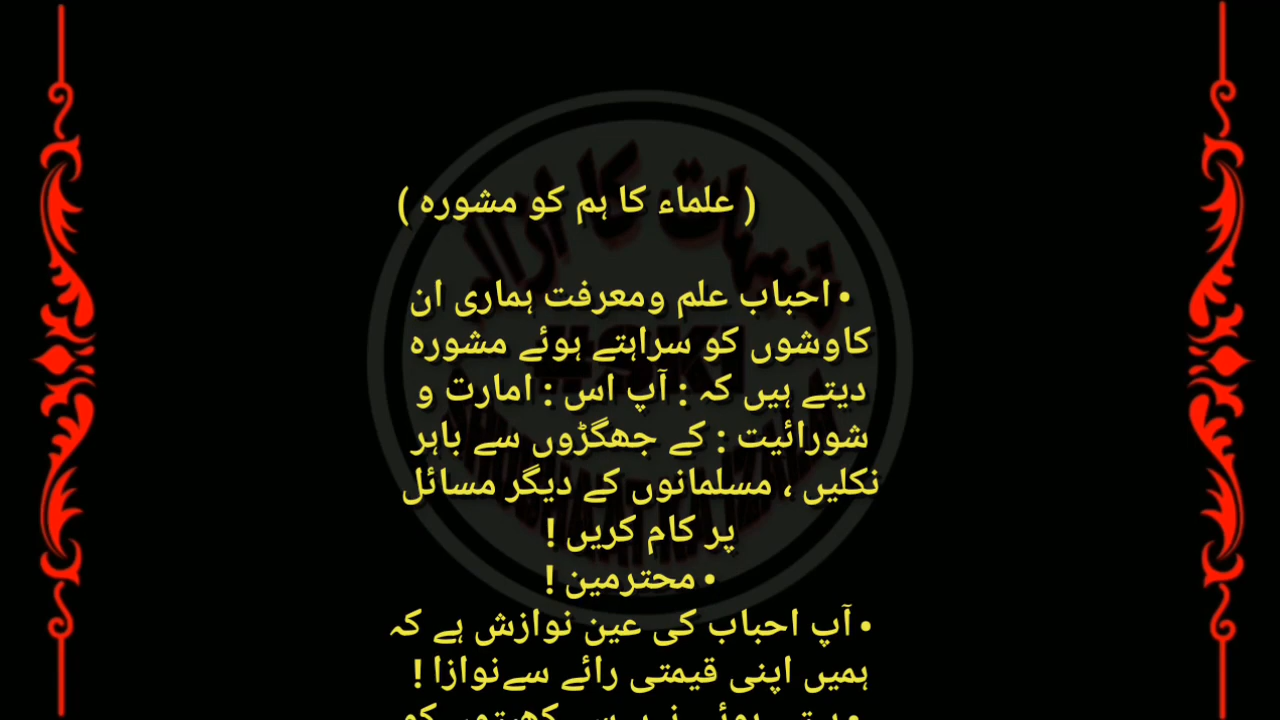 ( علماء کا ہم کو مشورہ )
• احباب علم ومعرفت ہماری ان
کاوشوں کو سراہتے ہوئے مشورہ
دیتے ہیں کہ : آپ اس : امارت و
شورائیت : کے جھگڑوں سے باہر
نکلیں ، مسلمانوں کے دیگر مسائل
پر کام کریں !
• محترمین !
• آپ احباب کی عین نوازش ہے کہ
ہمیں اپنی قیمتی رائے سےنوازا !